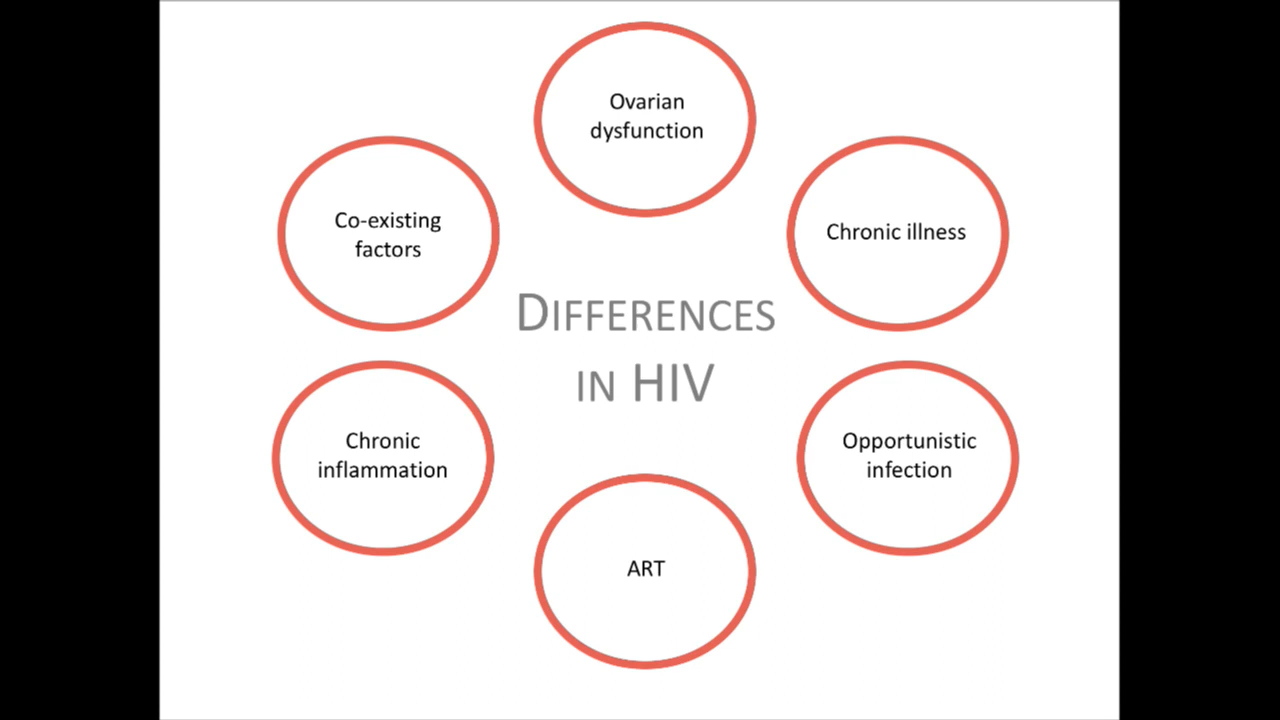 Ovarian
dysfunction
Co-existing
factors
Chronic illness
DIFFERENCES
IN HIV
Chronic
inflammation
Opportunistic
infection
ART